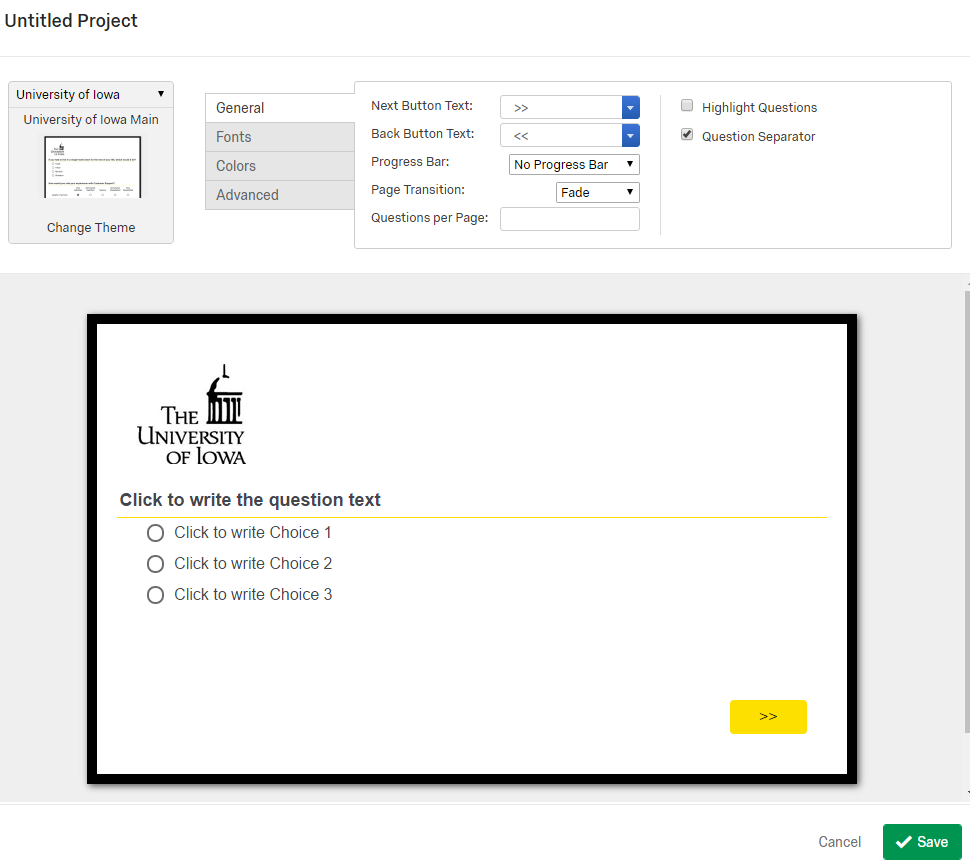 Untitled Project
University of Iowa
University of Iowa Main
Change Theme
General
Fonts
Colors
Advanced
Next Button Text: >>
Back Button Text: <<
Progress Bar: No Progress Bar
Page Transition: Fade
Questions per Page:
Highlight Questions
Question Separator
THE
UNIVERSITY
OF IOWA
Click to write the question text
Click to write Choice 1
Click to write Choice 2
Click to write Choice 3
>>
Cancel
Save